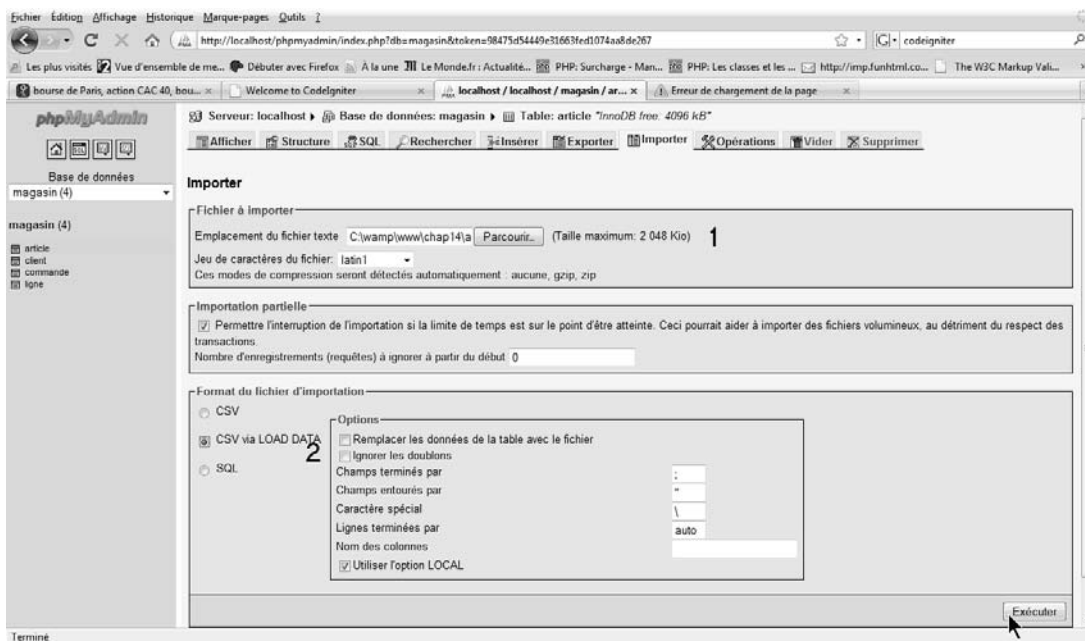 Fichier Édition Affichage Historique Marque-pages Outils ?
http://localhost/phpmyadmin/index.php?db=magasin&token=98475d54449e31663fed1074aa8de267
G codeigniter
Les plus visités Vue d'ensemble de me... Débuter avec Firefox À la une Le Monde.fr : Actualité... PHP: Surcharge - Man... PHP: Les classes et les ... http://imp.funhtml.co... The W3C Markup Vali...
bourse de Paris, action CAC 40, bou... Welcome to CodeIgniter localhost / localhost / magasin / ar... Erreur de chargement de la page
phpMyAdmin
Serveur: localhost Base de données: magasin Table: article "InnoDB free: 4096 kB"
Afficher Structure SQL Rechercher Insérer Exporter Importer Opérations Vider Supprimer
Base de données
magasin (4)
magasin (4)
article
client
commande
ligne
Importer
Fichier à importer
Emplacement du fichier texte C:\wamp\www\chap14\a Parcourir... (Taille maximum: 2 048 Kio) 1
Jeu de caractères du fichier: latin1
Ces modes de compression seront détectés automatiquement : aucune, gzip, zip
Importation partielle
Permettre l'interruption de l'importation si la limite de temps est sur le point d'être atteinte. Ceci pourrait aider à importer des fichiers volumineux, au détriment du respect des
transactions.
Nombre d'enregistrements (requêtes) à ignorer à partir du début 0
Format du fichier d'importation
CSV
CSV via LOAD DATA
2
SQL
Options
Remplacer les données de la table avec le fichier
Ignorer les doublons
Champs terminés par ;
Champs entourés par "
Caractère spécial \
Lignes terminées par auto
Nom des colonnes
Utiliser l'option LOCAL
Exécuter
Terminé